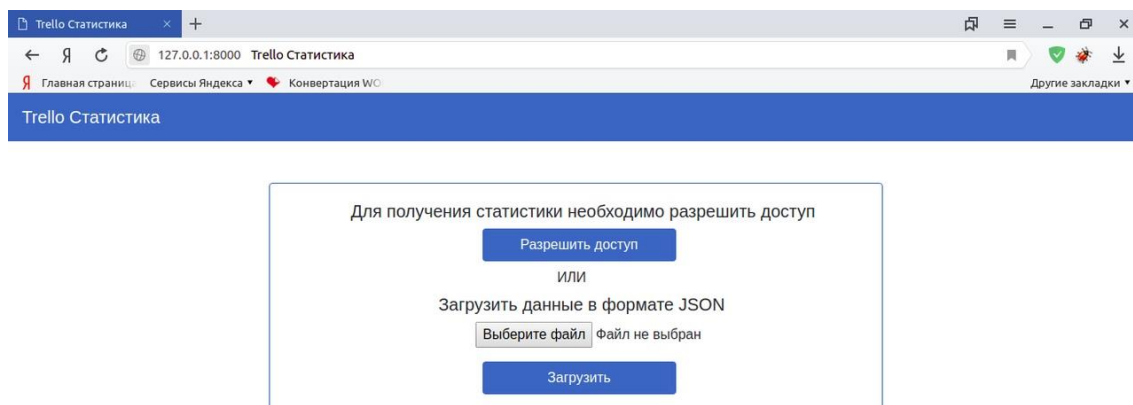 Trello Статистика
127.0.0.1:8000 Trello Статистика
Я Главная страниц Сервисы Яндекса Конвертация WO Другие закладки
Trello Статистика
Для получения статистики необходимо разрешить доступ
Разрешить доступ
ИЛИ
Загрузить данные в формате JSON
Выберите файл Файл не выбран
Загрузить